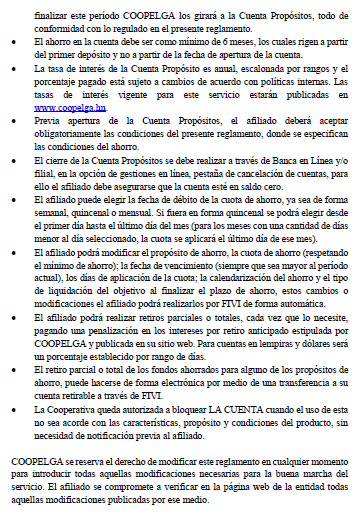 finalizar este período COOPELGA los girará a la Cuenta Propósitos, todo de
conformidad con lo regulado en el presente reglamento.
• El ahorro en la cuenta debe ser como mínimo de 6 meses, los cuales rigen a partir
del primer depósito y no a partir de la fecha de apertura de la cuenta.
• La tasa de interés de la Cuenta Propósito es anual, escalonada por rangos y el
porcentaje pagado está sujeto a cambios de acuerdo con políticas internas. Las
tasas de interés vigente para este servicio estarán publicadas en
www.coopelga.hn.
• Previa apertura de la Cuenta Propósitos, el afiliado deberá aceptar
obligatoriamente las condiciones del presente reglamento, donde se especifican
las condiciones del ahorro.
• El cierre de la Cuenta Propósitos se debe realizar a través de Banca en Línea y/o
filial, en la opción de gestiones en línea, pestaña de cancelación de cuentas, para
ello el afiliado debe asegurarse que la cuenta esté en saldo cero.
• El afiliado puede elegir la fecha de débito de la cuota de ahorro, ya sea de forma
semanal, quincenal o mensual. Si fuera en forma quincenal se podrá elegir desde
el primer día hasta el último día del mes (para los meses con una cantidad de días
menor al día seleccionado, la cuota se aplicará el último día de ese mes).
• El afiliado podrá modificar el propósito de ahorro, la cuota de ahorro (respetando
el mínimo de ahorro); la fecha de vencimiento (siempre que sea mayor al período
actual), los días de aplicación de la cuota; la calendarización del ahorro y el tipo
de liquidación del objetivo al finalizar el plazo de ahorro, estos cambios o
modificaciones el afiliado podrá realizarlos por FIVI de forma automática.
• El afiliado podrá realizar retiros parciales o totales, cada vez que lo necesite,
pagando una penalización en los intereses por retiro anticipado estipulada por
COOPELGA y publicada en su sitio web. Para cuentas en lempiras y dólares será
un porcentaje establecido por rango de días.
• El retiro parcial o total de los fondos ahorrados para alguno de los propósitos de
ahorro, puede hacerse de forma electrónica por medio de una transferencia a su
cuenta retirable a través de FIVI.
• La Cooperativa queda autorizada a bloquear LA CUENTA cuando el uso de esta
no sea acorde con las características, propósito y condiciones del producto, sin
necesidad de notificación previa al afiliado.
COOPELGA se reserva el derecho de modificar este reglamento en cualquier momento
para introducir todas aquellas modificaciones necesarias para la buena marcha del
servicio. El afiliado se compromete a verificar en la página web de la entidad todas
aquellas modificaciones publicadas por ese medio.